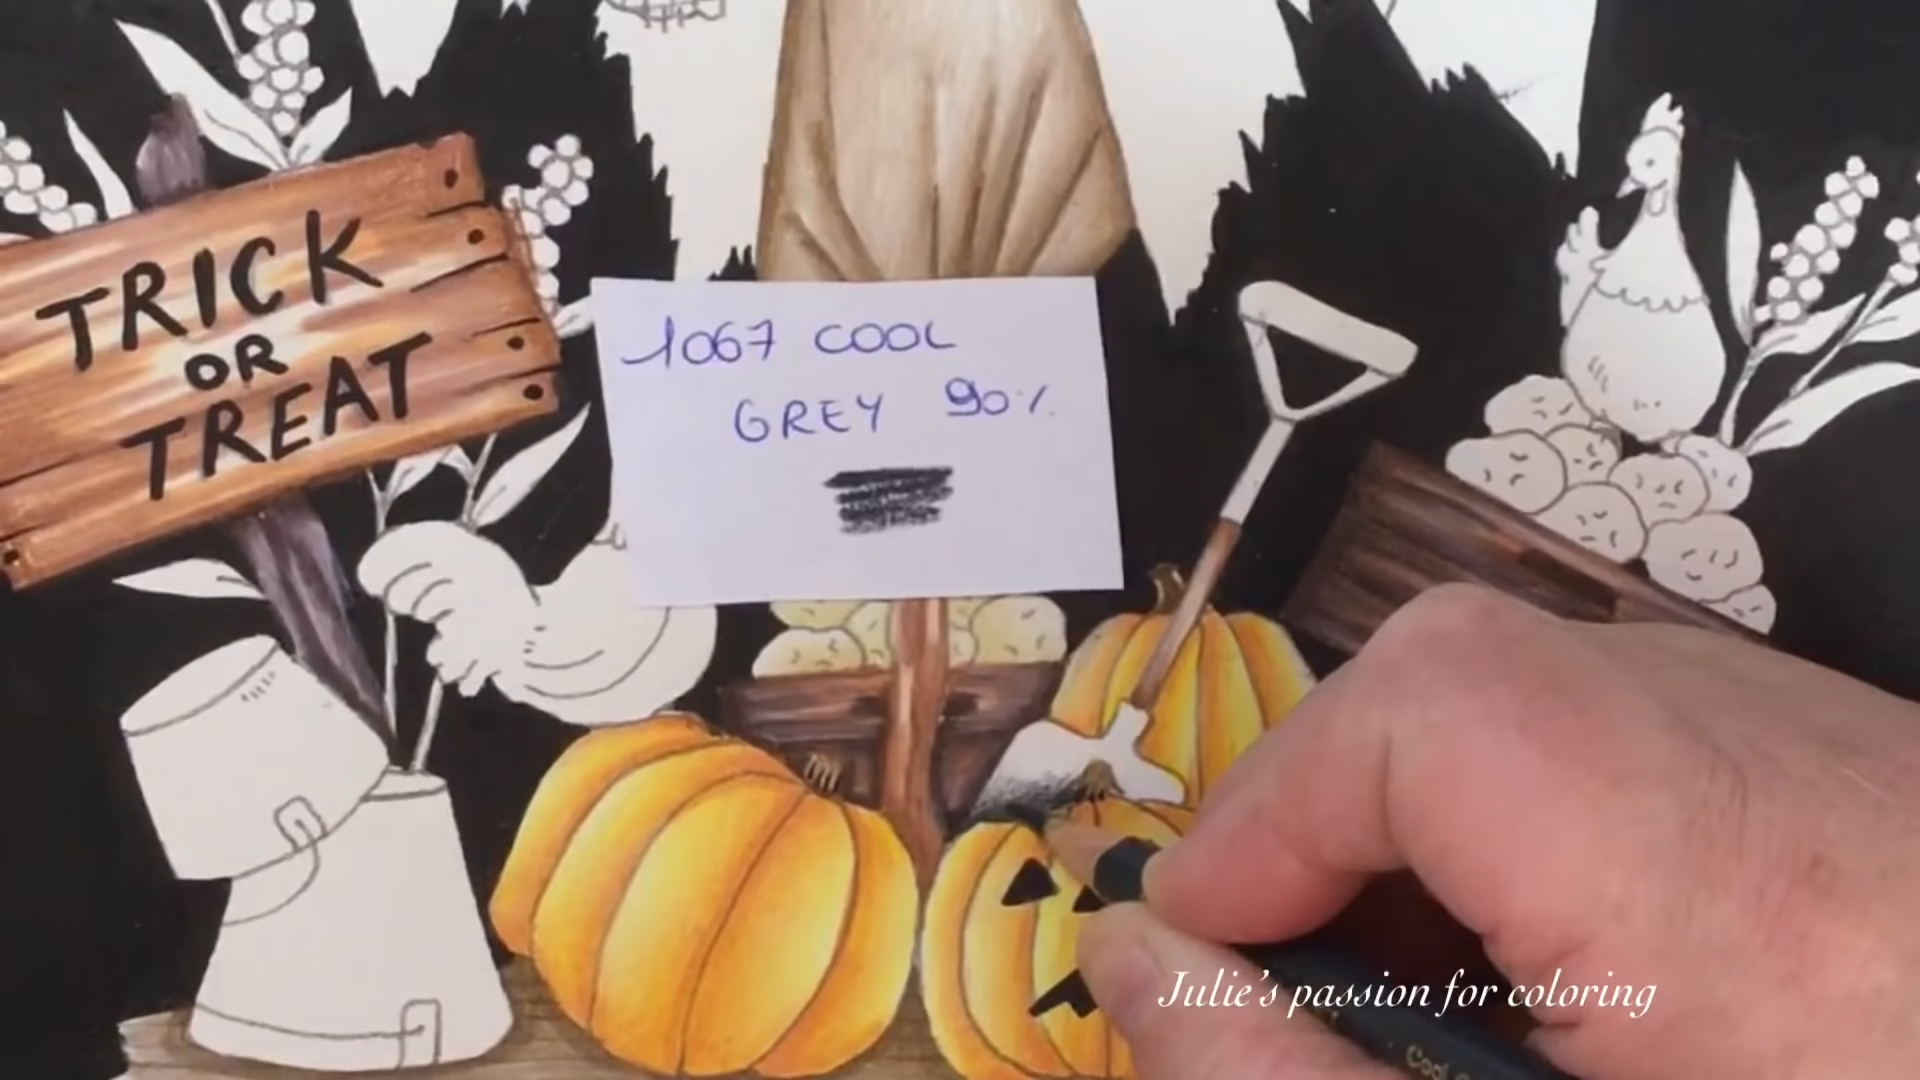 TRICK
OR
TREAT
1067 COOL
GREY 90%
Julie's passion for coloring
Cool